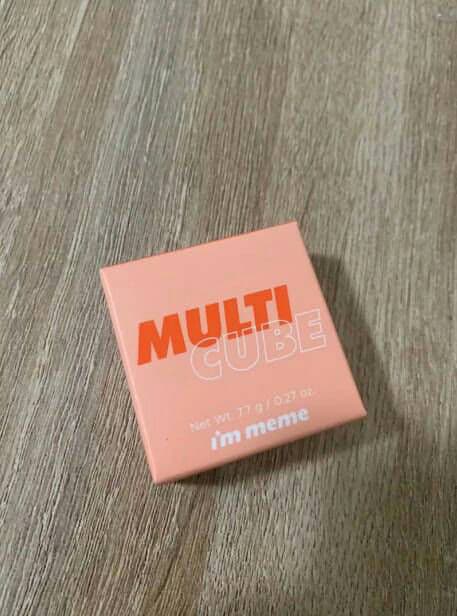 MULTI
CUBE
Net Wt. 7.7 g / 0.27 oz.
i'm meme